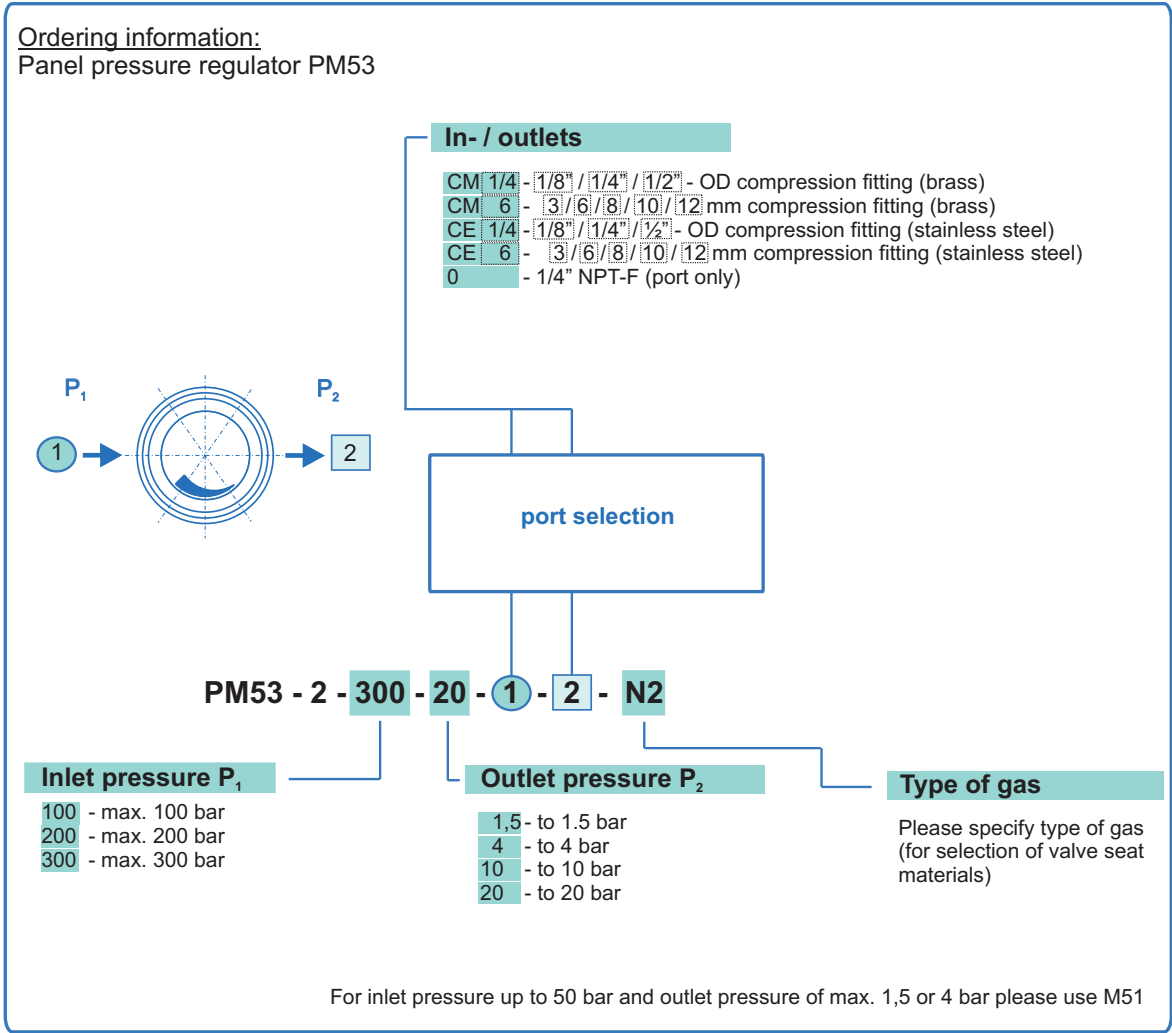 Ordering information:
Panel pressure regulator PM53
In- / outlets
CM 1/4 - 1/8” / 1/4” / 1/2” - OD compression fitting (brass)
CM 6 - 3 / 6 / 8 / 10 / 12 mm compression fitting (brass)
CE 1/4 - 1/8” / 1/4” / ½” - OD compression fitting (stainless steel)
CE 6 - 3 / 6 / 8 / 10 / 12 mm compression fitting (stainless steel)
0 - 1/4” NPT-F (port only)
P₁ P₂
1 2
port selection
PM53 - 2 - 300 - 20 - 1 - 2 - N2
Inlet pressure P₁
100 - max. 100 bar
200 - max. 200 bar
300 - max. 300 bar
Outlet pressure P₂
1,5 - to 1.5 bar
4 - to 4 bar
10 - to 10 bar
20 - to 20 bar
Type of gas
Please specify type of gas
(for selection of valve seat
materials)
For inlet pressure up to 50 bar and outlet pressure of max. 1,5 or 4 bar please use M51